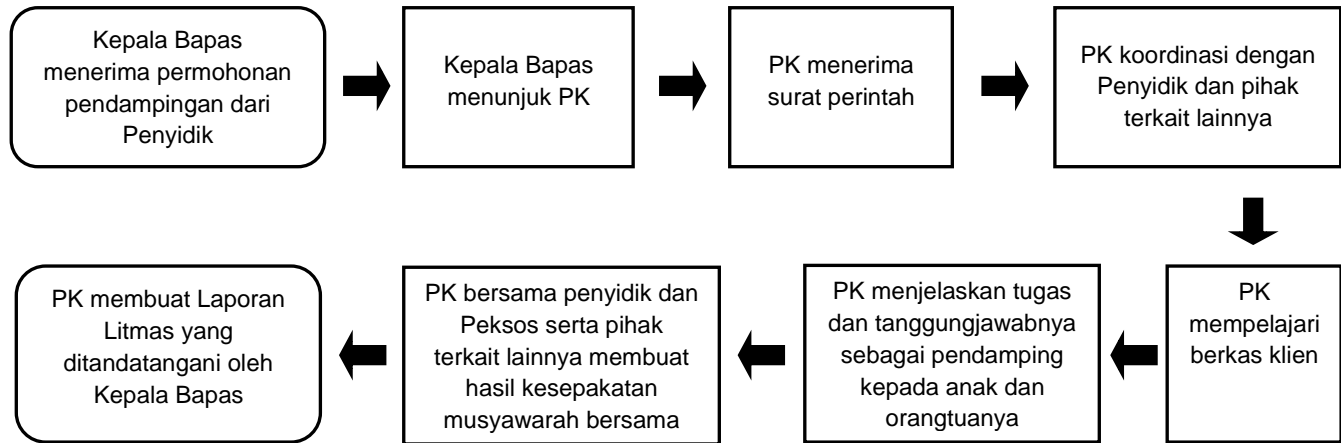 Kepala Bapas
menerima permohonan
pendampingan dari
Penyidik
Kepala Bapas
menunjuk PK
PK menerima
surat perintah
PK koordinasi dengan
Penyidik dan pihak
terkait lainnya
PK
mempelajari
berkas klien
PK menjelaskan tugas
dan tanggungjawabnya
sebagai pendamping
kepada anak dan
orangtuanya
PK bersama penyidik dan
Peksos serta pihak
terkait lainnya membuat
hasil kesepakatan
musyawarah bersama
PK membuat Laporan
Litmas yang
ditandatangani oleh
Kepala Bapas